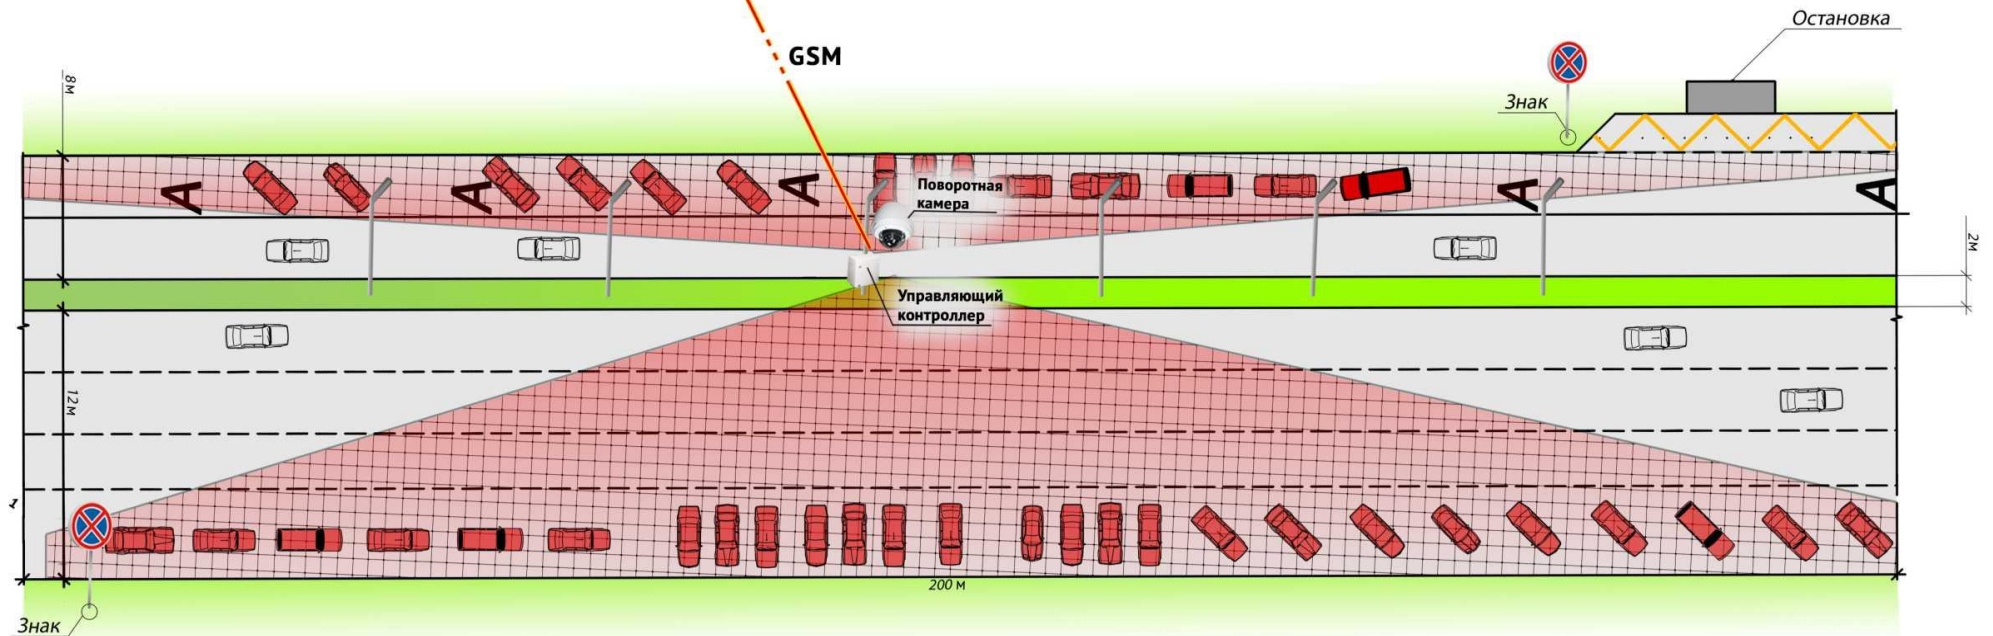 Остановка
GSM
8м
Знак
А
А
А
А
А
Поворотная
камера
2м
Управляющий
контроллер
12м
200 м
Знак